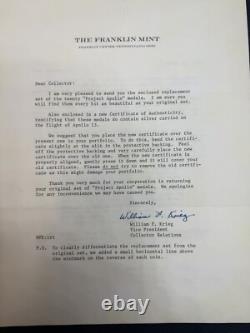 THE FRANKLIN MINT
FRANKLIN CENTER, PENNSYLVANIA 19063
Dear Collector:
I am very pleased to send you the enclosed replacement
set of the twenty "Project Apollo" medals. I am sure you
will find them every bit as beautiful as your original set.
Also enclosed is a new Certificate of Authenticity,
testifying that these medals do contain silver carried on
the flight of Apollo 15.
We suggest that you place the new certificate over the
present one in your portfolio. To do this, bend the certifi-
cate slightly at the slit in the protective backing. Peel
off the protective backing and very carefully place the new
certificate over the old one. When the new certificate is
properly aligned, gently press it down and it will cover your
old certificate. Please do not try to remove the old certif-
icate as this might damage your portfolio.
Thank you very much for your cooperation in returning
your original set of "Project Apollo" medals. We apologize
for any inconvenience we may have caused you.
Sincerely,
William F. Krieg
William F. Krieg
Vice President
Collector Relations
WFK:
P.S. To clearly differentiate the replacement set from the
original set, we added a small horizontal line above
the mintmark on the reverse of each coin.